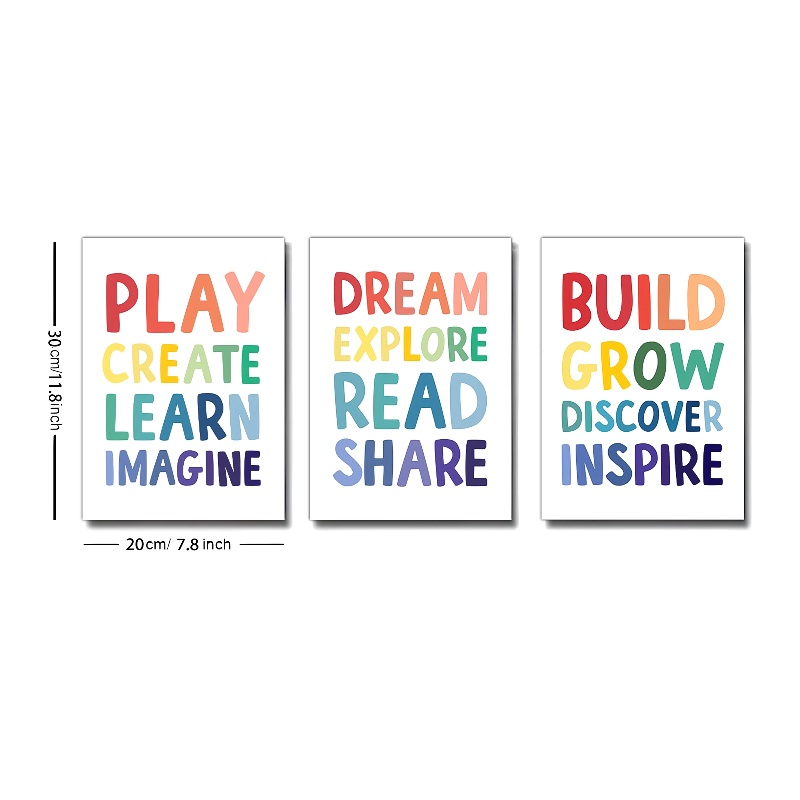 PLAY
CREATE
LEARN
IMAGINE
DREAM
EXPLORE
READ
SHARE
BUILD
GROW
DISCOVER
INSPIRE
30cm/11.8inch
20cm/ 7.8 inch